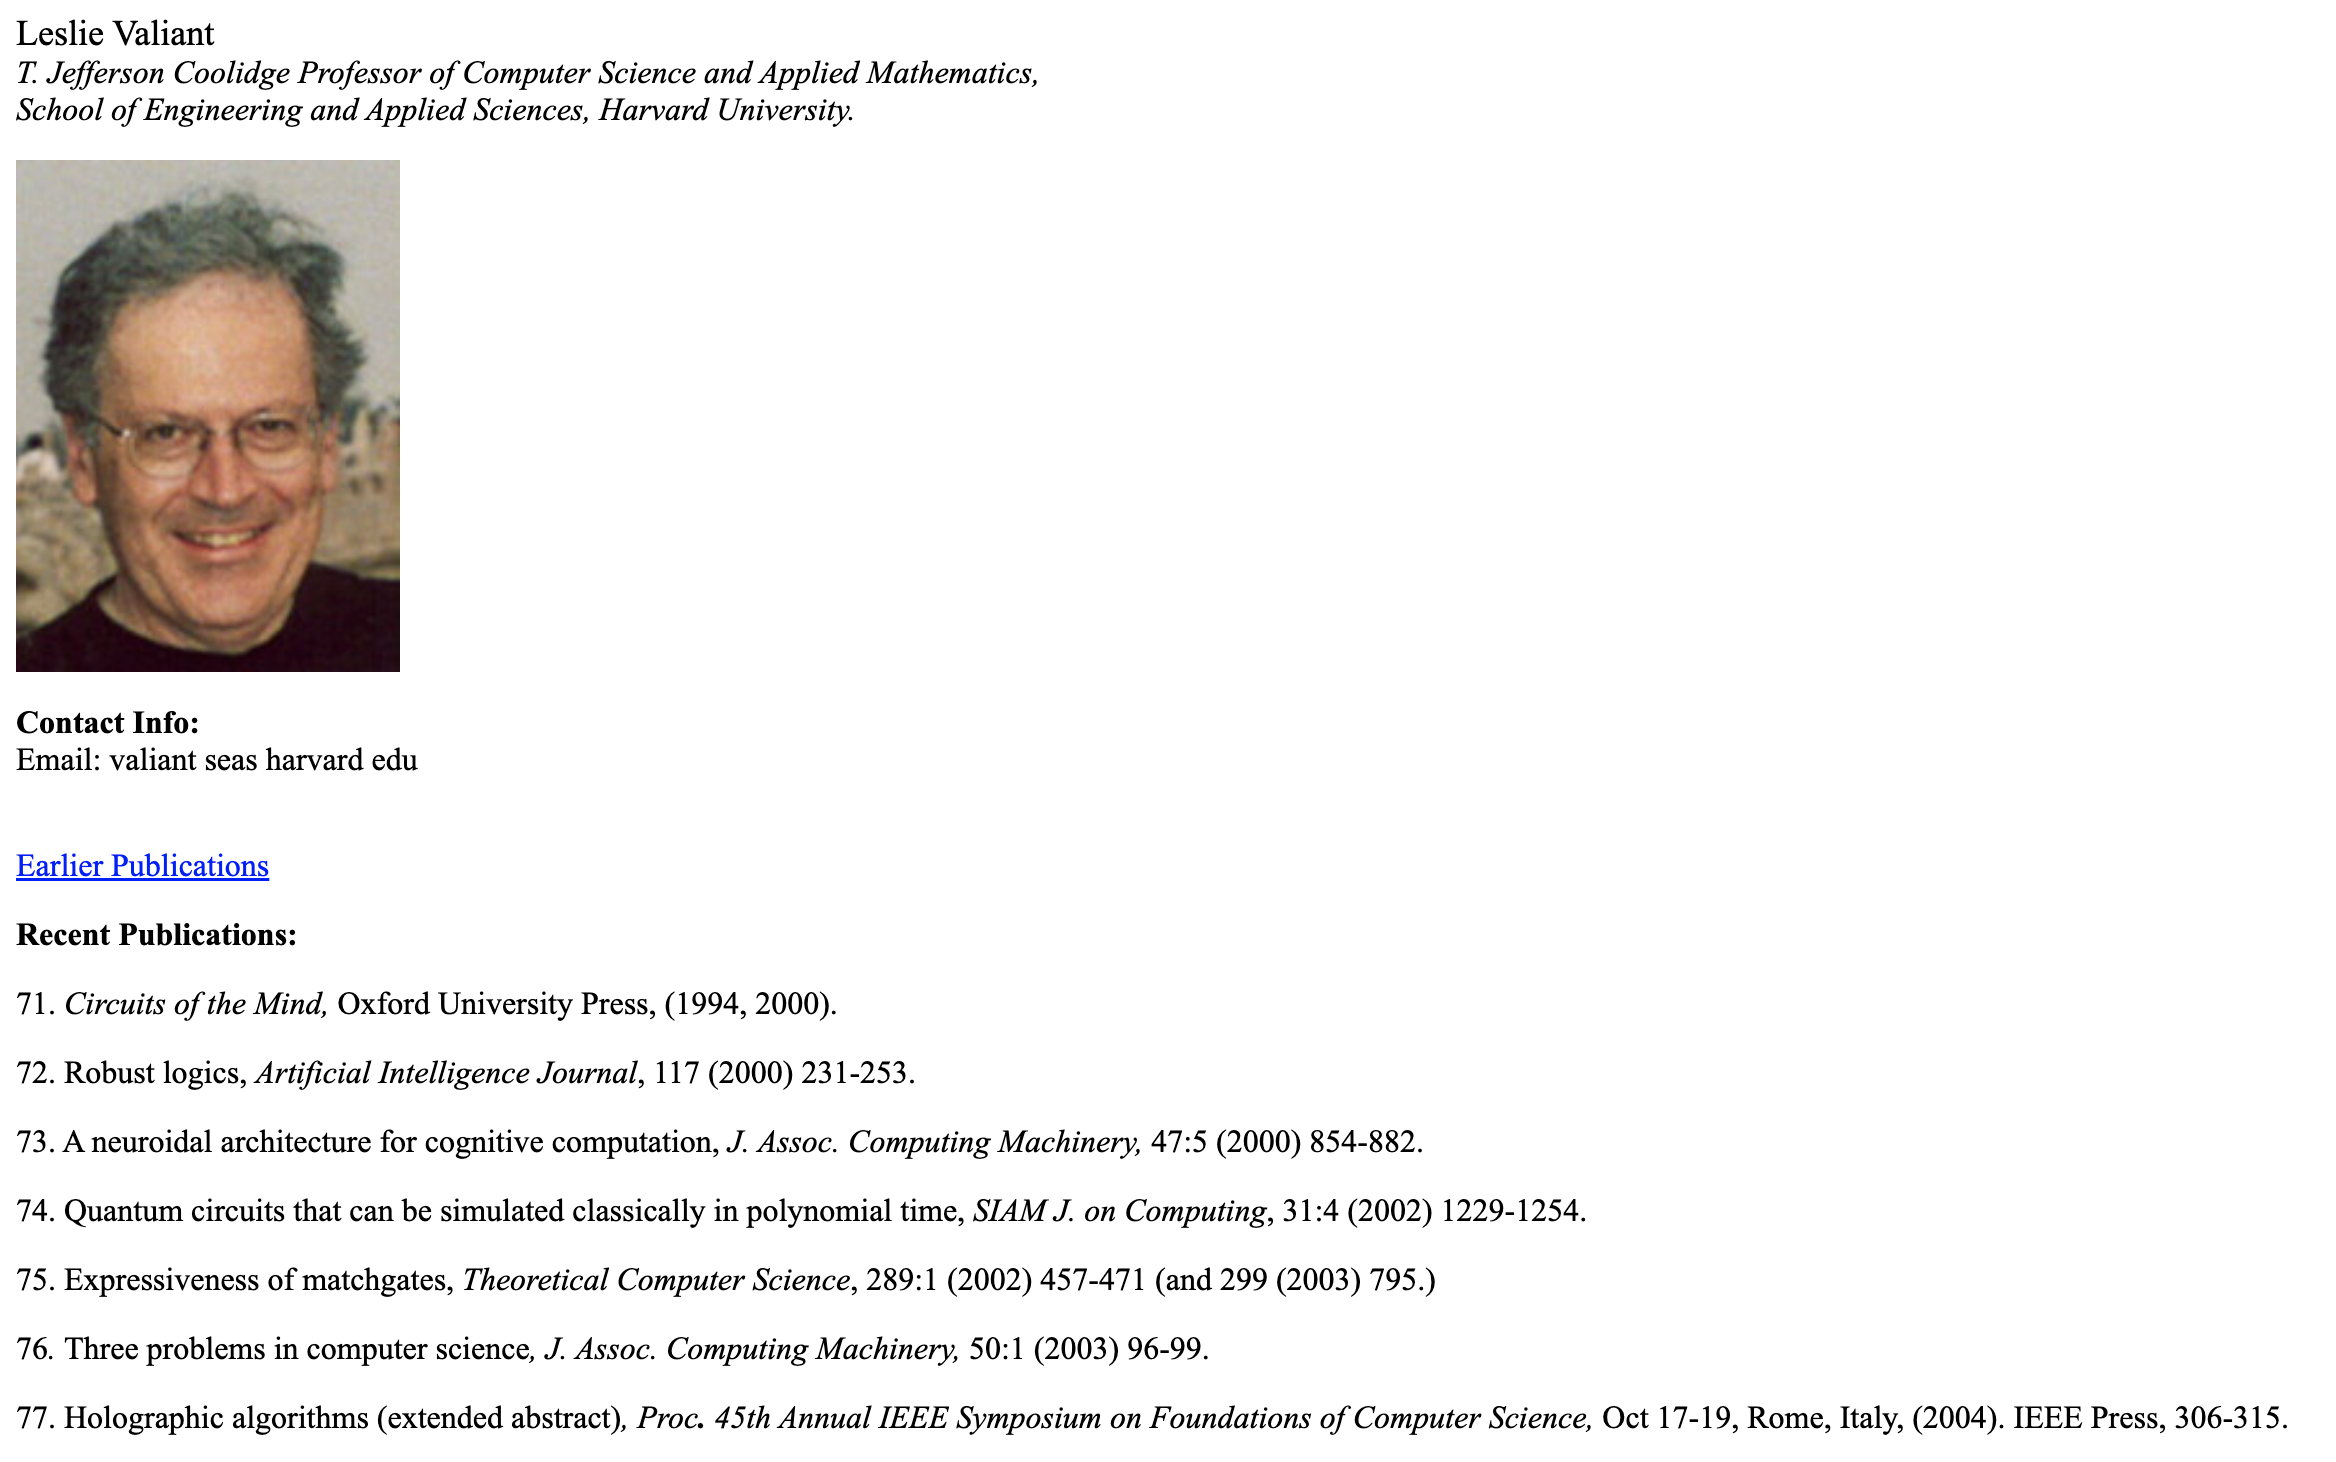 Leslie Valiant
T. Jefferson Coolidge Professor of Computer Science and Applied Mathematics,
School of Engineering and Applied Sciences, Harvard University.
Contact Info:
Email: valiant seas harvard edu
Earlier Publications
Recent Publications:
71. Circuits of the Mind, Oxford University Press, (1994, 2000).
72. Robust logics, Artificial Intelligence Journal, 117 (2000) 231-253.
73. A neuroidal architecture for cognitive computation, J. Assoc. Computing Machinery, 47:5 (2000) 854-882.
74. Quantum circuits that can be simulated classically in polynomial time, SIAM J. on Computing, 31:4 (2002) 1229-1254.
75. Expressiveness of matchgates, Theoretical Computer Science, 289:1 (2002) 457-471 (and 299 (2003) 795.)
76. Three problems in computer science, J. Assoc. Computing Machinery, 50:1 (2003) 96-99.
77. Holographic algorithms (extended abstract), Proc. 45th Annual IEEE Symposium on Foundations of Computer Science, Oct 17-19, Rome, Italy, (2004). IEEE Press, 306-315.